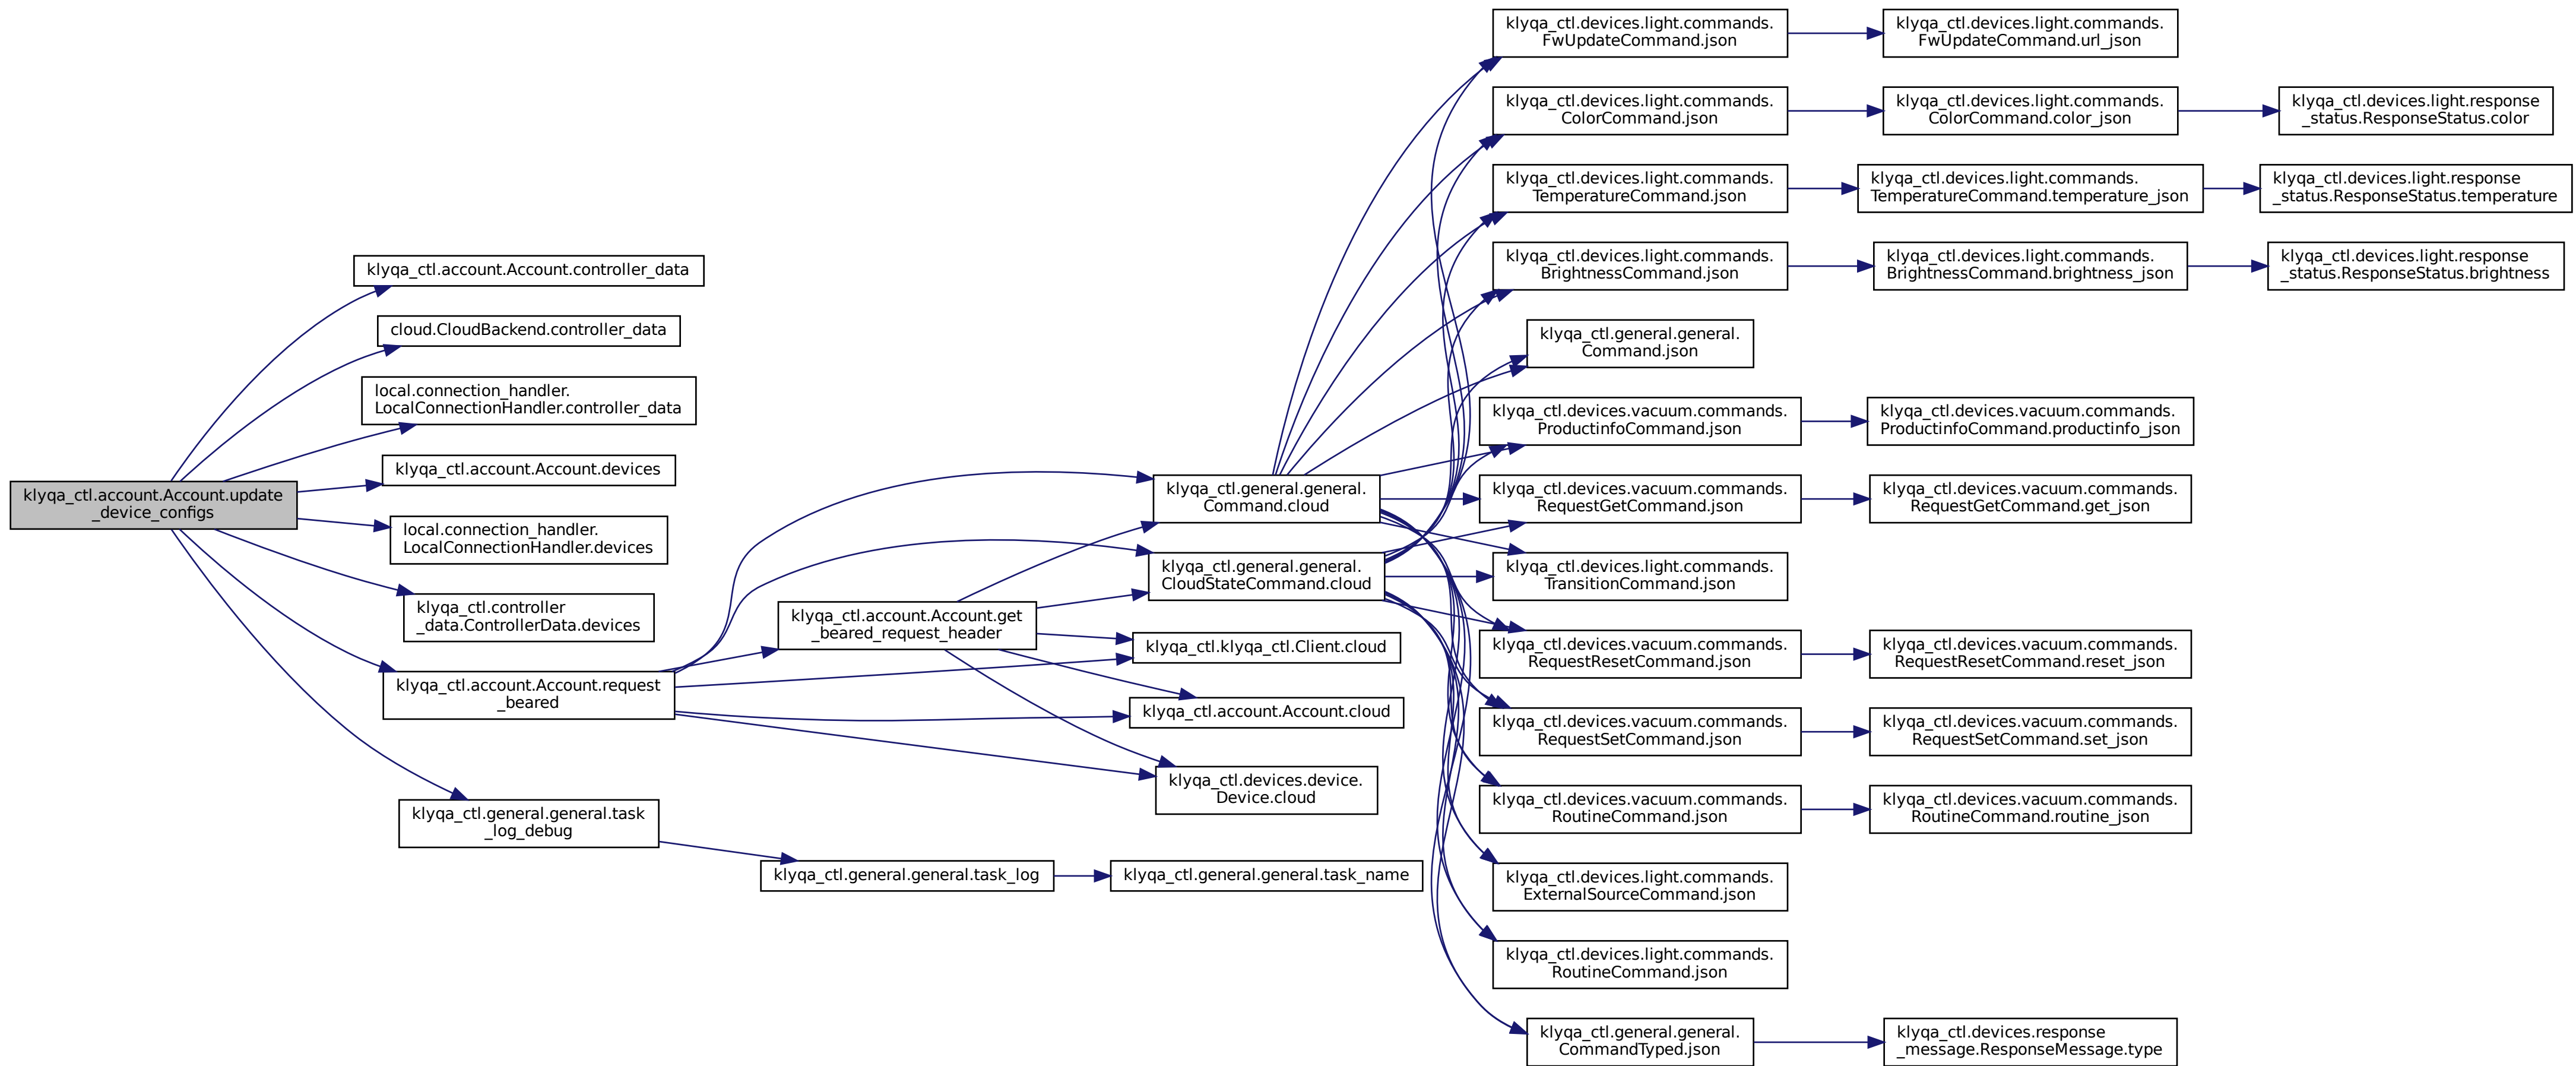 klyqa_ctl.account.Account.update
_device_configs
klyqa_ctl.account.Account.controller_data
cloud.CloudBackend.controller_data
local.connection_handler.
LocalConnectionHandler.controller_data
klyqa_ctl.account.Account.devices
local.connection_handler.
LocalConnectionHandler.devices
klyqa_ctl.controller
_data.ControllerData.devices
klyqa_ctl.account.Account.request
_beared
klyqa_ctl.general.general.task
_log_debug
klyqa_ctl.account.Account.get
_beared_request_header
klyqa_ctl.general.general.task_log
klyqa_ctl.general.general.
Command.cloud
klyqa_ctl.general.general.
CloudStateCommand.cloud
klyqa_ctl.klyqa_ctl.Client.cloud
klyqa_ctl.account.Account.cloud
klyqa_ctl.devices.device.
Device.cloud
klyqa_ctl.general.general.task_name
klyqa_ctl.devices.light.commands.
FwUpdateCommand.json
klyqa_ctl.devices.light.commands.
ColorCommand.json
klyqa_ctl.devices.light.commands.
TemperatureCommand.json
klyqa_ctl.devices.light.commands.
BrightnessCommand.json
klyqa_ctl.general.general.
Command.json
klyqa_ctl.devices.vacuum.commands.
ProductinfoCommand.json
klyqa_ctl.devices.vacuum.commands.
RequestGetCommand.json
klyqa_ctl.devices.light.commands.
TransitionCommand.json
klyqa_ctl.devices.vacuum.commands.
RequestResetCommand.json
klyqa_ctl.devices.vacuum.commands.
RequestSetCommand.json
klyqa_ctl.devices.vacuum.commands.
RoutineCommand.json
klyqa_ctl.devices.light.commands.
ExternalSourceCommand.json
klyqa_ctl.devices.light.commands.
RoutineCommand.json
klyqa_ctl.general.general.
CommandTyped.json
klyqa_ctl.devices.light.commands.
FwUpdateCommand.url_json
klyqa_ctl.devices.light.commands.
ColorCommand.color_json
klyqa_ctl.devices.light.commands.
TemperatureCommand.temperature_json
klyqa_ctl.devices.light.commands.
BrightnessCommand.brightness_json
klyqa_ctl.devices.vacuum.commands.
ProductinfoCommand.productinfo_json
klyqa_ctl.devices.vacuum.commands.
RequestGetCommand.get_json
klyqa_ctl.devices.vacuum.commands.
RequestResetCommand.reset_json
klyqa_ctl.devices.vacuum.commands.
RequestSetCommand.set_json
klyqa_ctl.devices.vacuum.commands.
RoutineCommand.routine_json
klyqa_ctl.devices.response
_message.ResponseMessage.type
klyqa_ctl.devices.light.response
_status.ResponseStatus.color
klyqa_ctl.devices.light.response
_status.ResponseStatus.temperature
klyqa_ctl.devices.light.response
_status.ResponseStatus.brightness